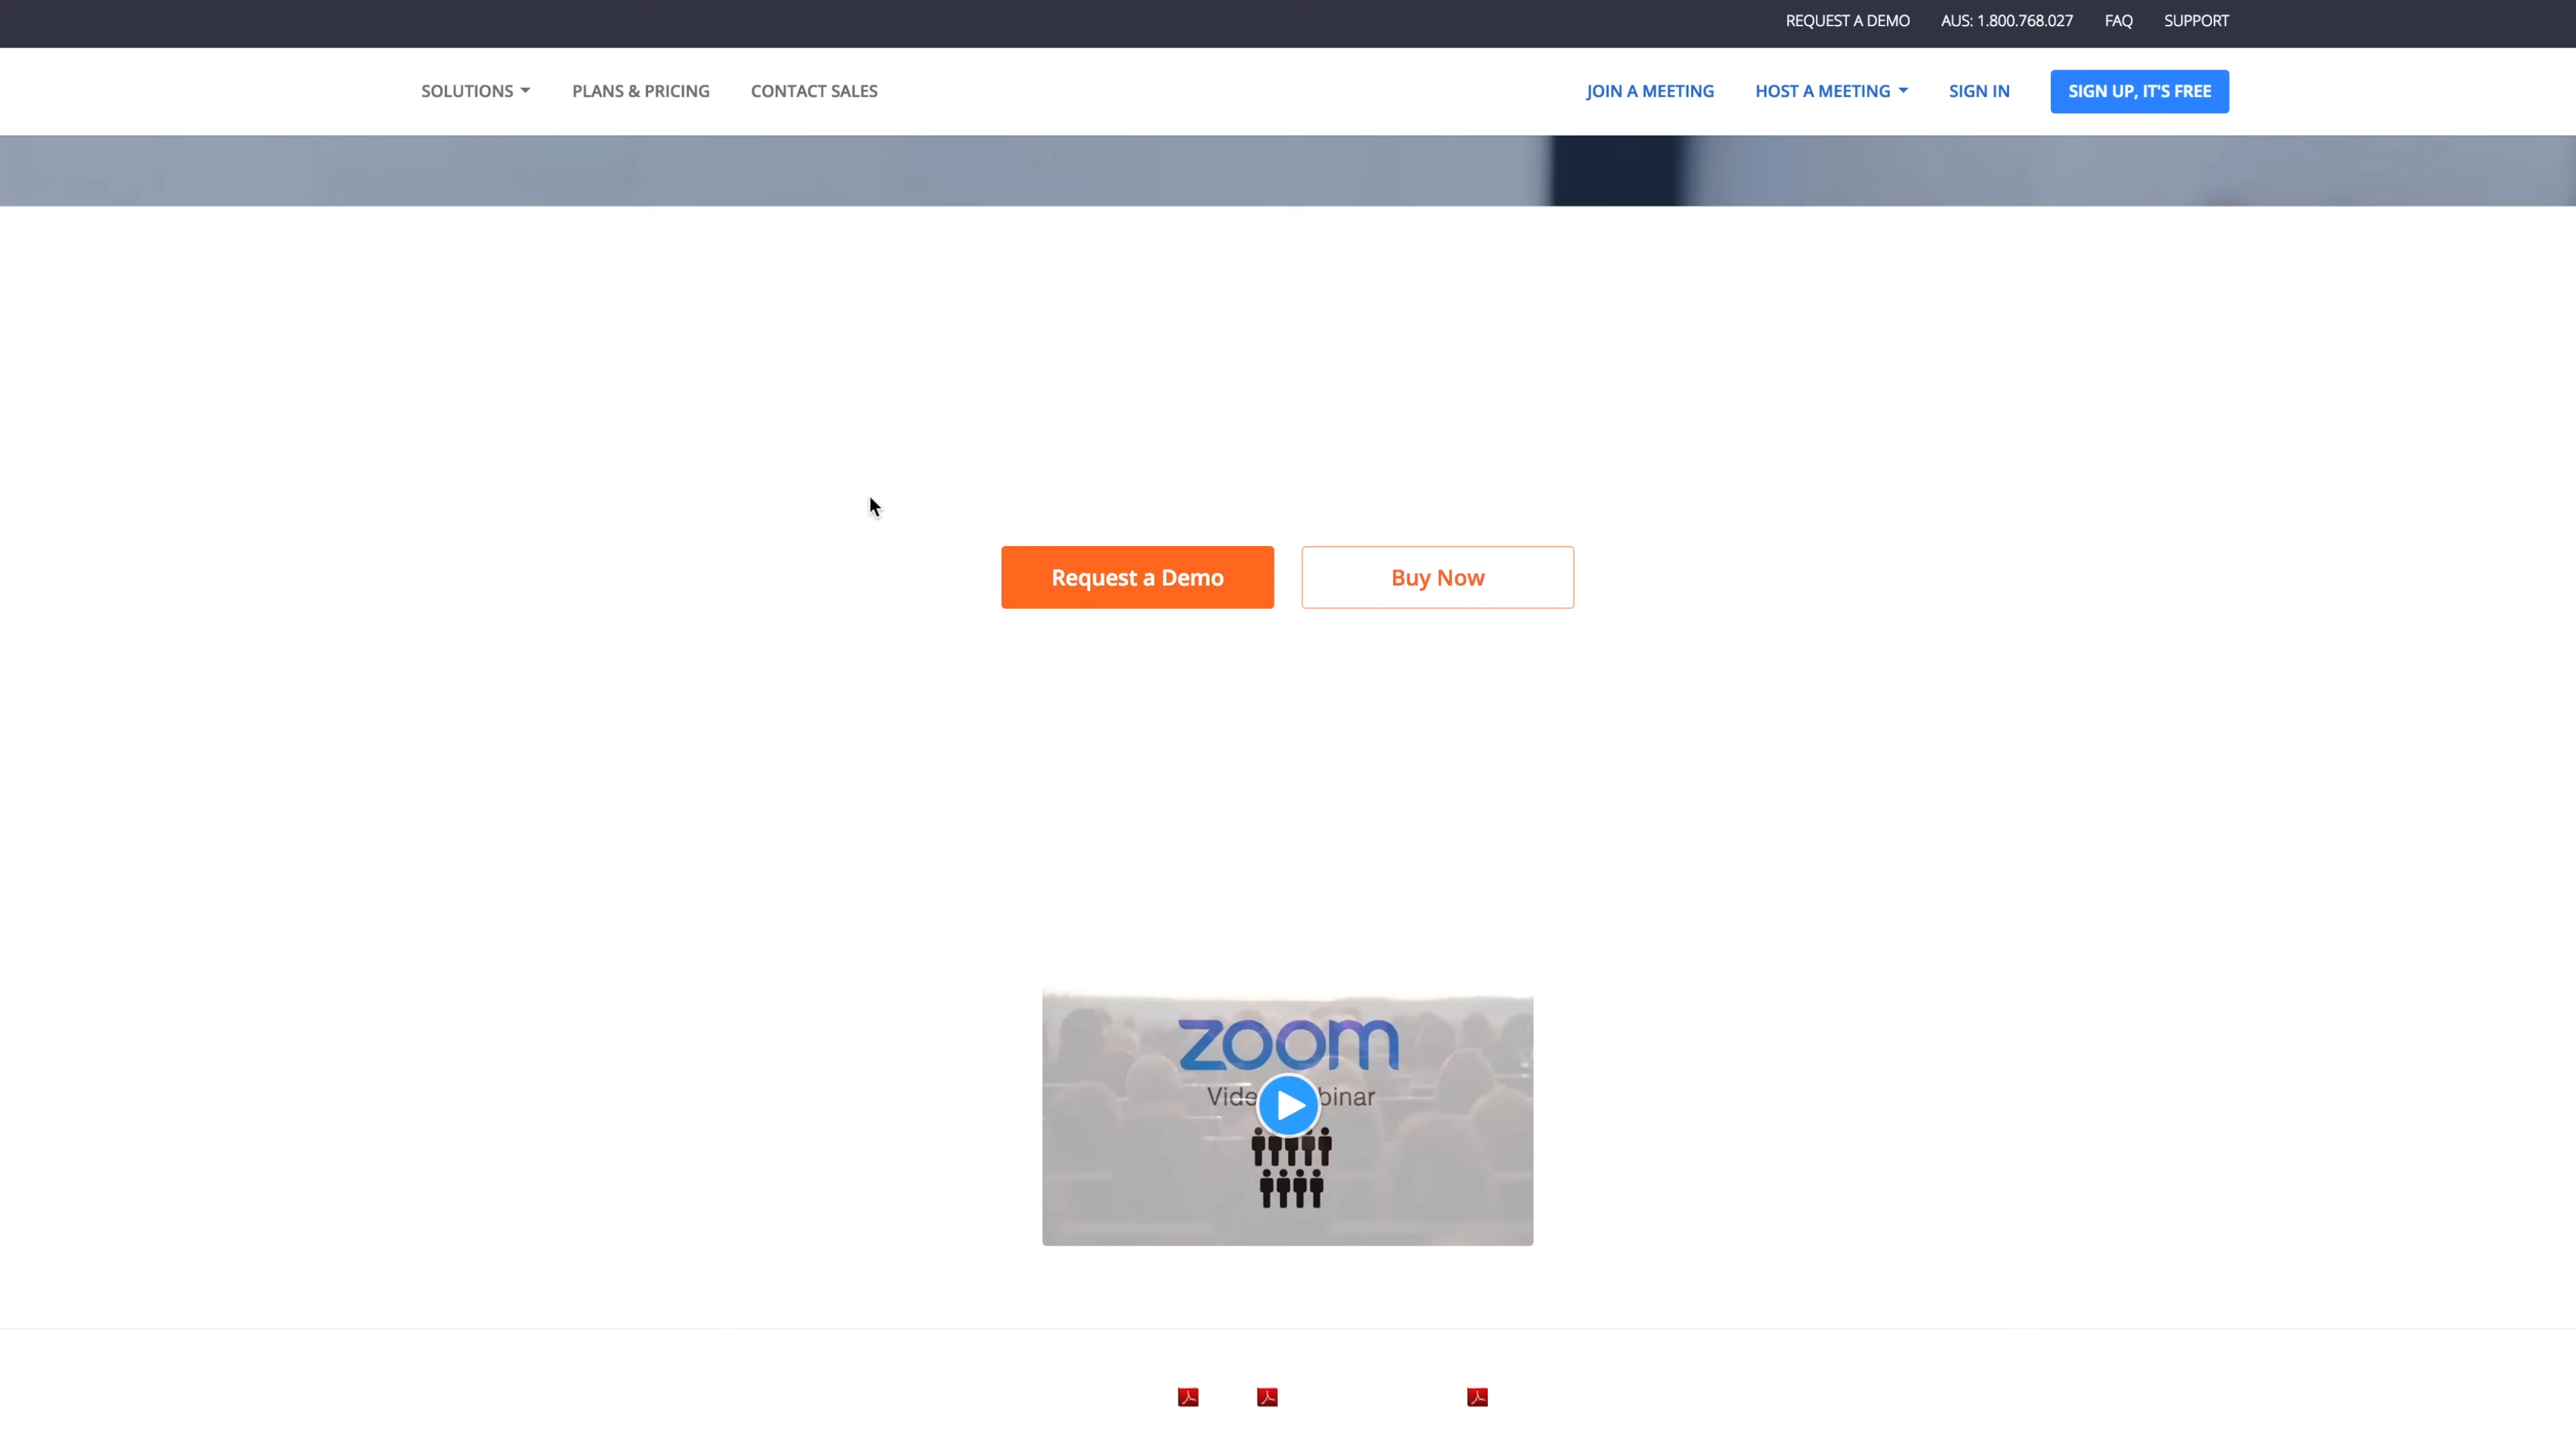 REQUEST A DEMO AUS: 1.800.768.027 FAQ SUPPORT
SOLUTIONS PLANS & PRICING CONTACT SALES JOIN A MEETING HOST A MEETING SIGN IN SIGN UP, IT'S FREE
Request a Demo Buy Now
zoom